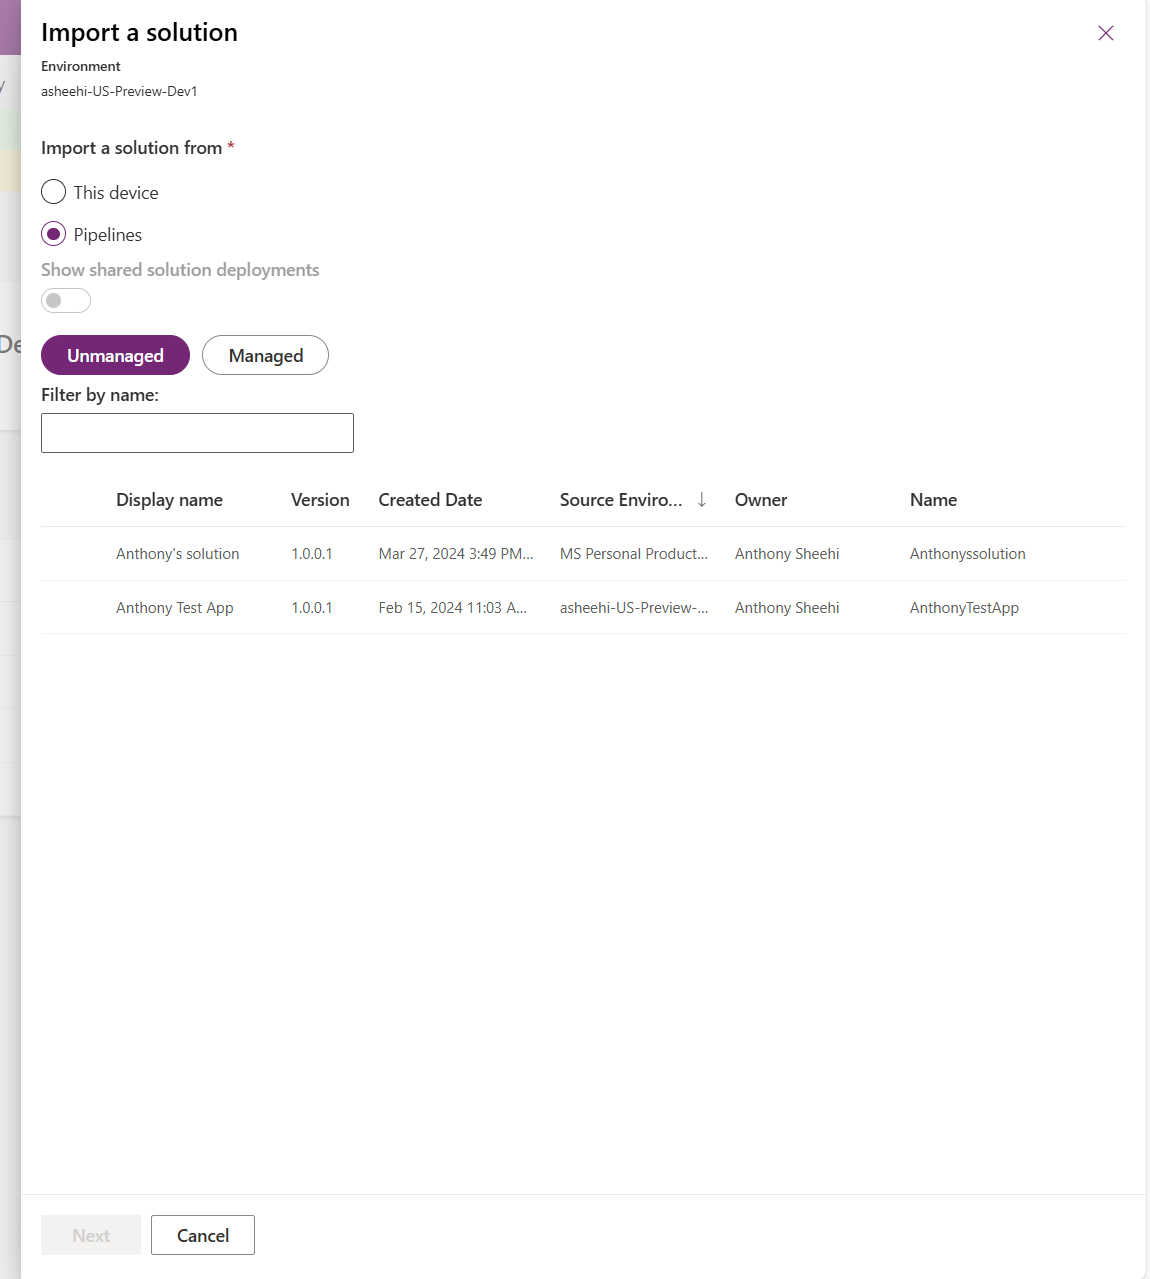 Import a solution
Environment
asheehi-US-Preview-Dev1
Import a solution from *
This device
Pipelines
Show shared solution deployments
De
Unmanaged Managed
Filter by name:
Display name Version Created Date Source Enviro... ↓ Owner Name
Anthony's solution 1.0.0.1 Mar 27, 2024 3:49 PM... MS Personal Product... Anthony Sheehi Anthonyssolution
Anthony Test App 1.0.0.1 Feb 15, 2024 11:03 A... asheehi-US-Preview-... Anthony Sheehi AnthonyTestApp
Next Cancel